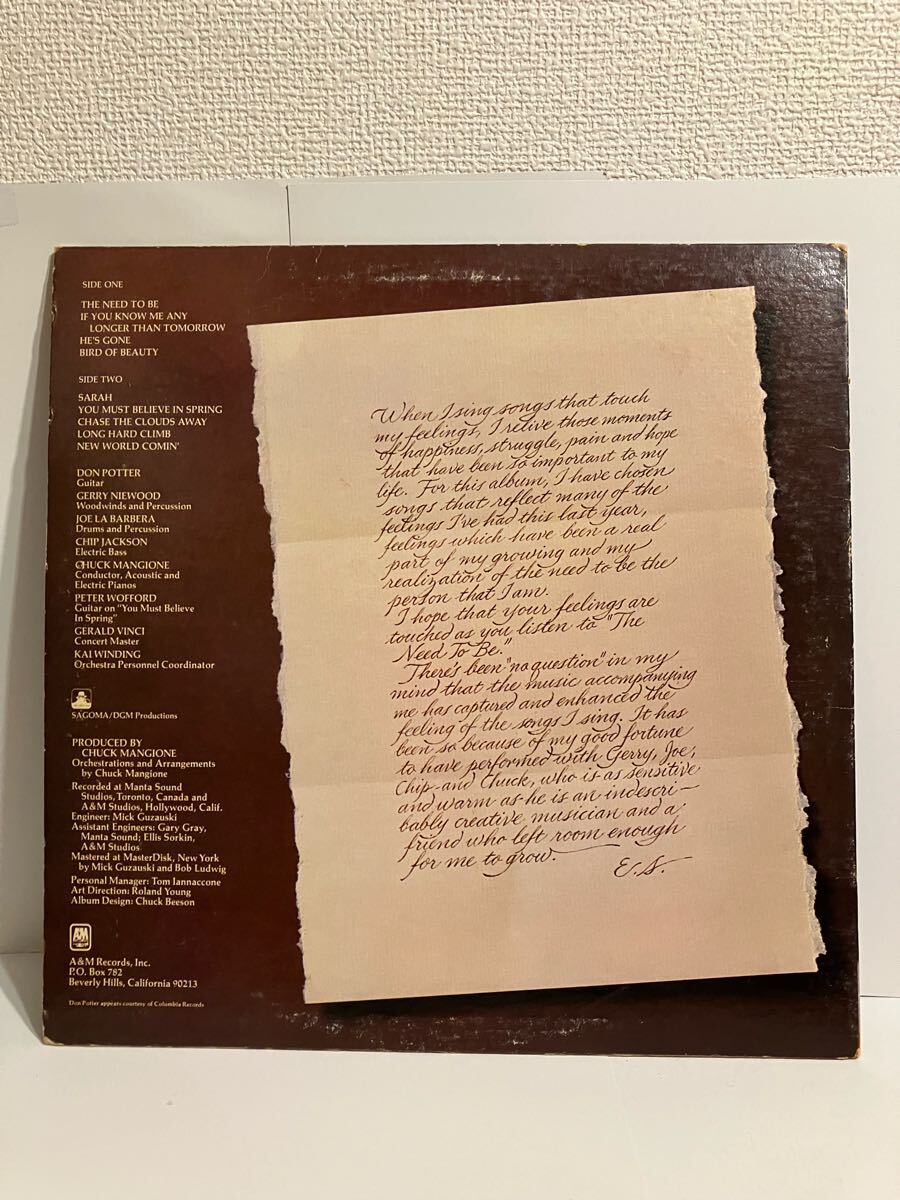 SIDE ONE
THE NEED TO BE
IF YOU KNOW ME ANY
LONGER THAN TOMORROW
HE'S GONE
BIRD OF BEAUTY
SIDE TWO
SARAH
YOU MUST BELIEVE IN SPRING
CHASE THE CLOUDS AWAY
LONG HARD CLIMB
NEW WORLD COMIN'
DON POTTER
Guitar
GERRY NIEWOOD
Woodwinds and Percussion
JOE LA BARBERA
Drums and Percussion
CHIP JACKSON
Electric Bass
CHUCK MANGIONE
Conductor, Acoustic and
Electric Pianos
PETER WOFFORD
Guitar on "You Must Believe
In Spring"
GERALD VINCI
Concert Master
KAI WINDING
Orchestra Personnel Coordinator
SAGOMA/DGM Productions
PRODUCED BY
CHUCK MANGIONE
Orchestrations and Arrangements
by Chuck Mangione
Recorded at Manta Sound
Studios, Toronto, Canada and
A&M Studios, Hollywood, Calif.
Engineer: Mick Guzauski
Assistant Engineers: Gary Gray,
Manta Sound; Ellis Sorkin,
A&M Studios
Mastered at MasterDisk, New York
by Mick Guzauski and Bob Ludwig
Personal Manager: Tom Iannaccone
Art Direction: Roland Young
Album Design: Chuck Beeson
A&M
A&M Records, Inc.
P.O. Box 782
Beverly Hills, California 90213
Don Potter appears courtesy of Columbia Records
When I sing songs that touch
my feelings, I relive those moments
of happiness, struggle, pain and hope
that have been so important to my
life. For this album, I have chosen
songs that reflect many of the
feelings I've had this last year,
feelings which have been a real
part of my growing and my
realization of the need to be the
person that I am.
I hope that your feelings are
touched as you listen to "The
Need To Be."
There's been "no question" in my
mind that the music accompanying
me has captured and enhanced the
feeling of the songs I sing. It has
been so because of my good fortune
to have performed with Gerry, Joe,
Chip and Chuck, who is as sensitive
and warm as he is an indescri-
bably creative musician and a
friend who left room enough
for me to grow.
E.S.